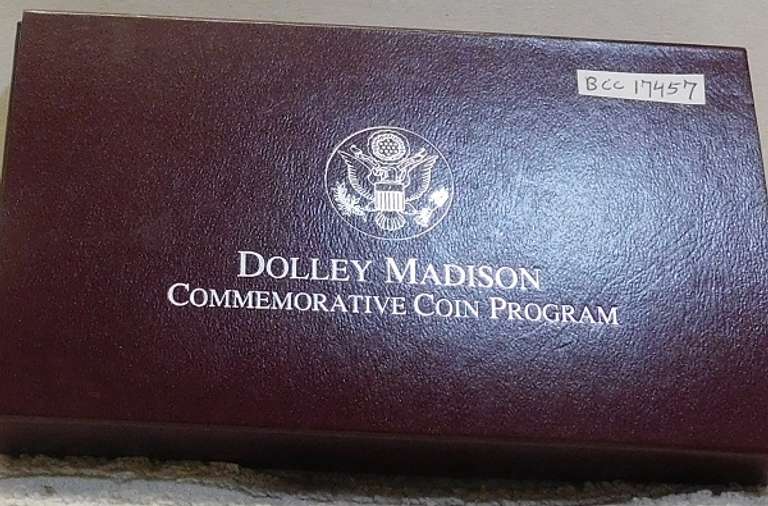 BCC 17457
DOLLEY MADISON
COMMEMORATIVE COIN PROGRAM